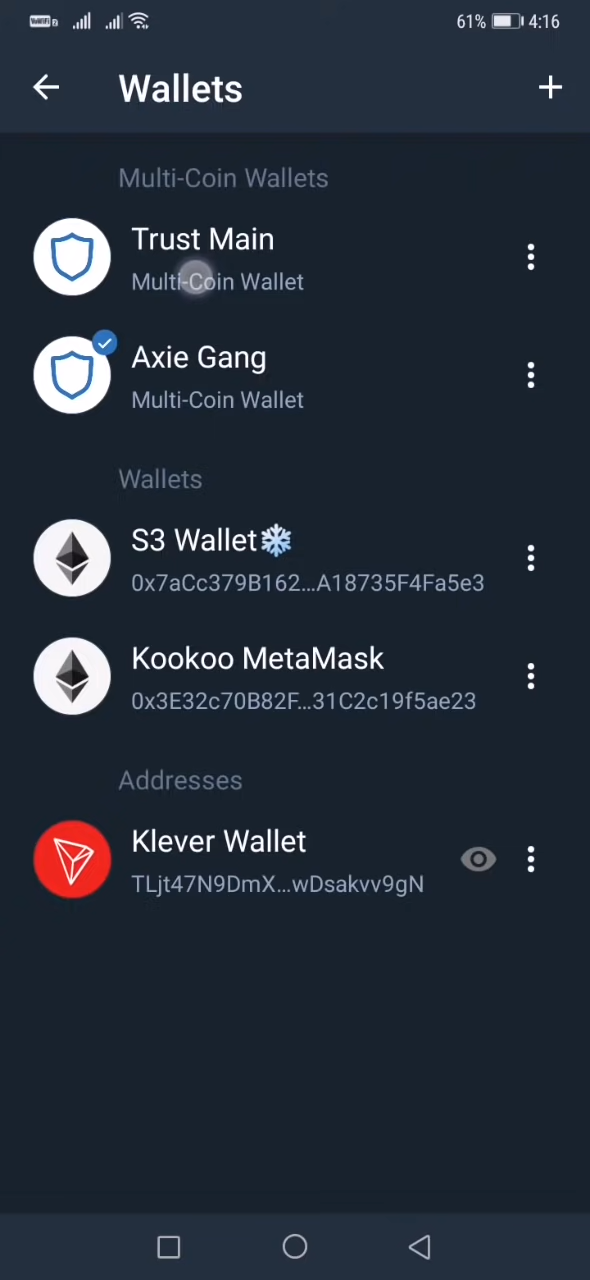 61% 4:16
Wallets
Multi-Coin Wallets
Trust Main
Multi-Coin Wallet
Axie Gang
Multi-Coin Wallet
Wallets
S3 Wallet❄️
0x7aCc379B162...A18735F4Fa5e3
Kookoo MetaMask
0x3E32c70B82F...31C2c19f5ae23
Addresses
Klever Wallet
TLjt47N9DmX...wDsakvv9gN